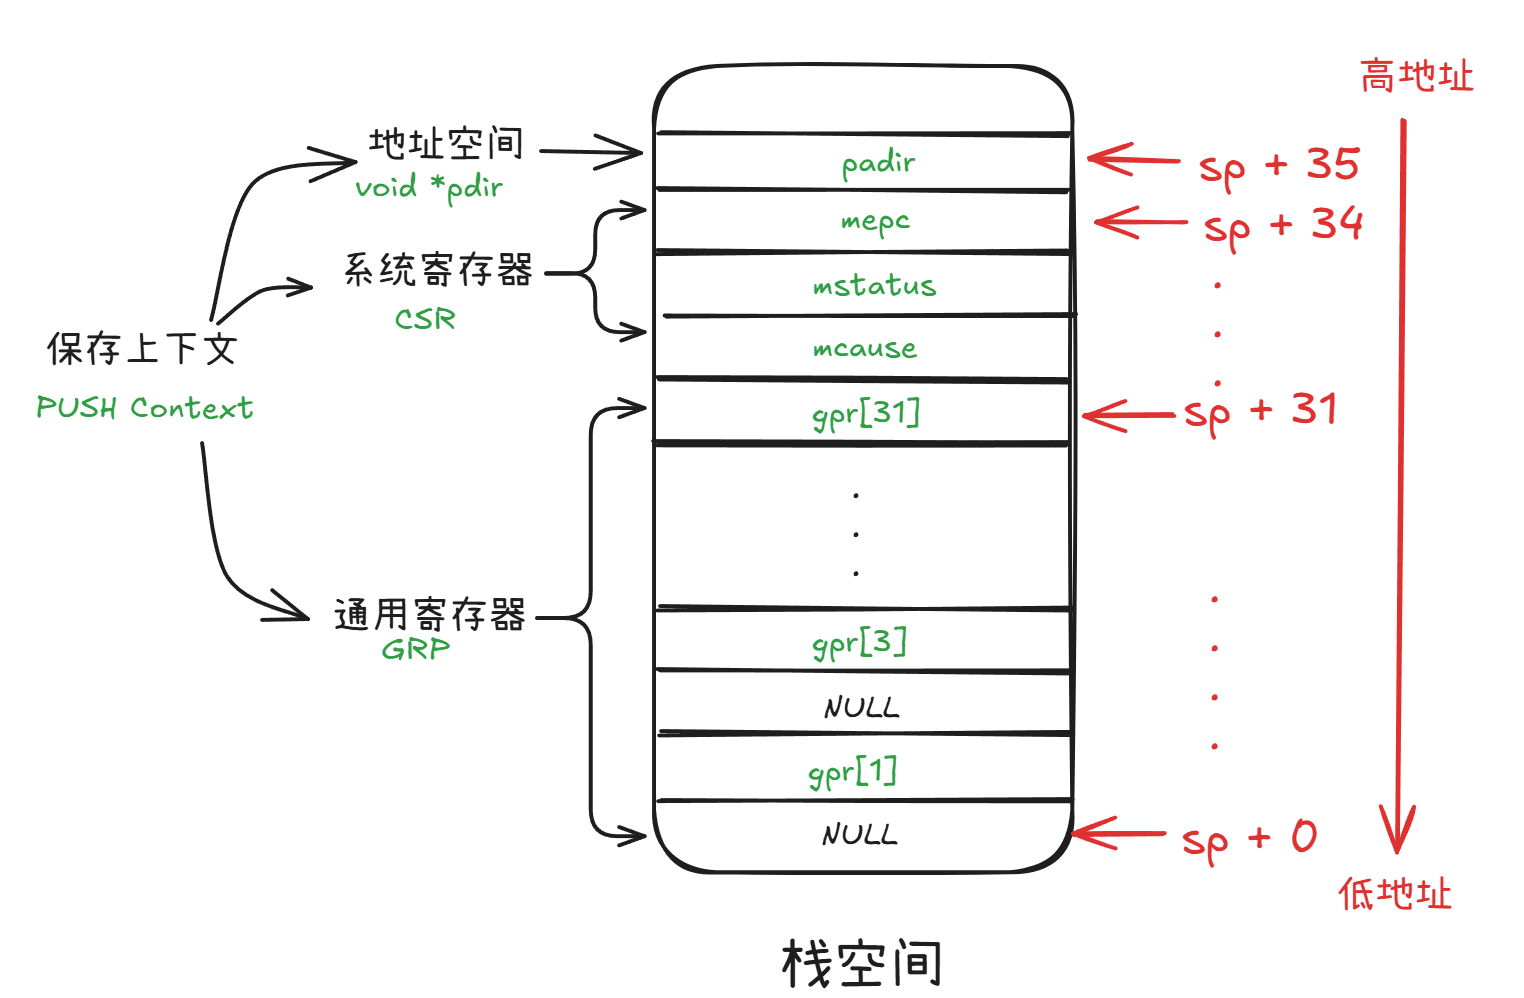 高地址
地址空间
void *pdir
padir
sp + 35
mepc
sp + 34
系统寄存器
CSR
mstatus
mcause
保存上下文
PUSH Context
gpr[31]
sp + 31
通用寄存器
GRP
gpr[3]
NULL
gpr[1]
NULL
sp + 0
低地址
栈空间